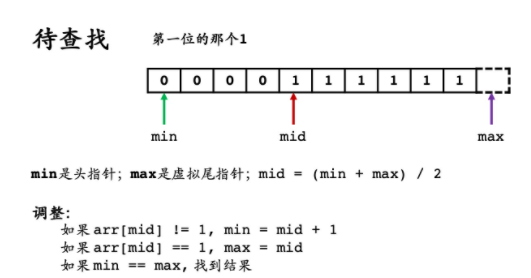 待查找 第一位的那个1
0 0 0 0 1 1 1 1 1 1
min mid max
min是头指针；max是虚拟尾指针；mid = (min + max) / 2
调整：
如果arr[mid] != 1, min = mid + 1
如果arr[mid] == 1, max = mid
如果min == max, 找到结果